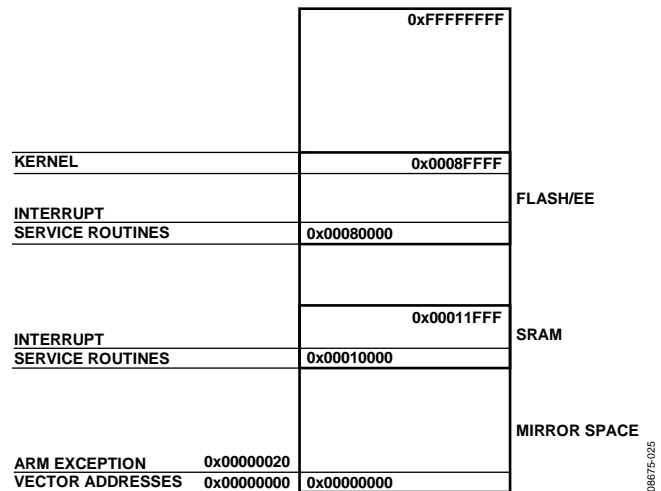 0xFFFFFFFF
KERNEL 0x0008FFFF
FLASH/EE
INTERRUPT
SERVICE ROUTINES 0x00080000
0x00011FFF
SRAM
INTERRUPT
SERVICE ROUTINES 0x00010000
MIRROR SPACE
ARM EXCEPTION 0x00000020
VECTOR ADDRESSES 0x00000000 0x00000000
08675-025